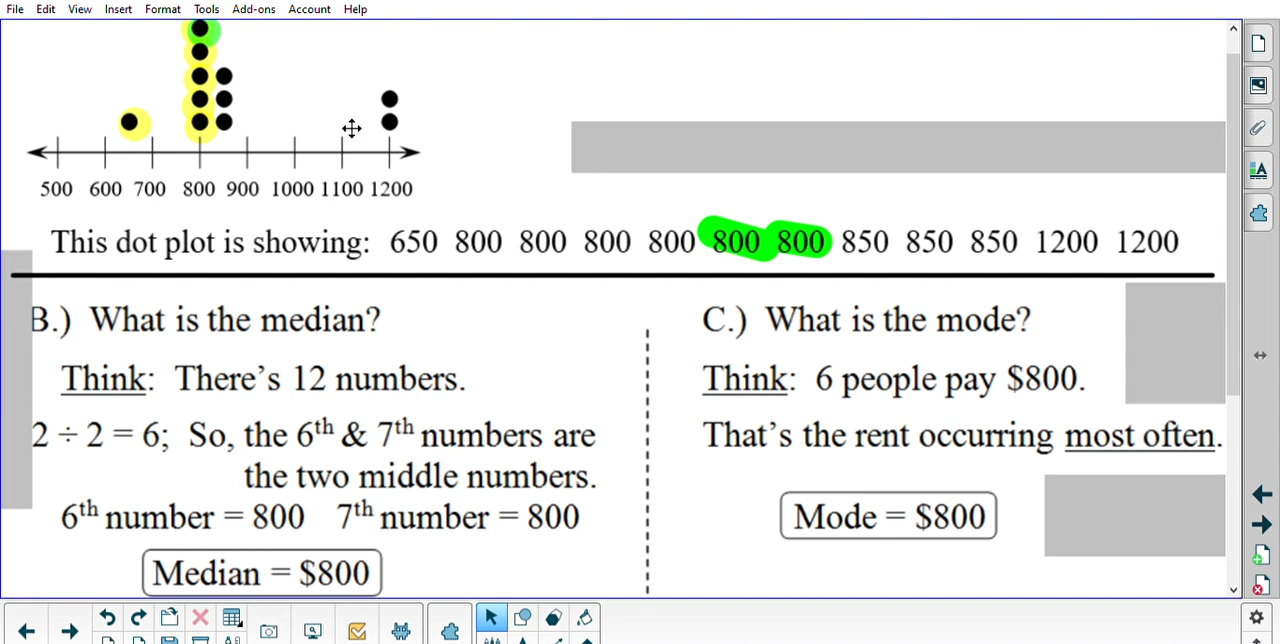 File Edit View Insert Format Tools Add-ons Account Help
500 600 700 800 900 1000 1100 1200
This dot plot is showing: 650 800 800 800 800 800 800 850 850 850 1200 1200
B.) What is the median?
Think: There's 12 numbers.
2 ÷ 2 = 6; So, the 6th & 7th numbers are
the two middle numbers.
6th number = 800 7th number = 800
Median = $800
C.) What is the mode?
Think: 6 people pay $800.
That's the rent occurring most often.
Mode = $800